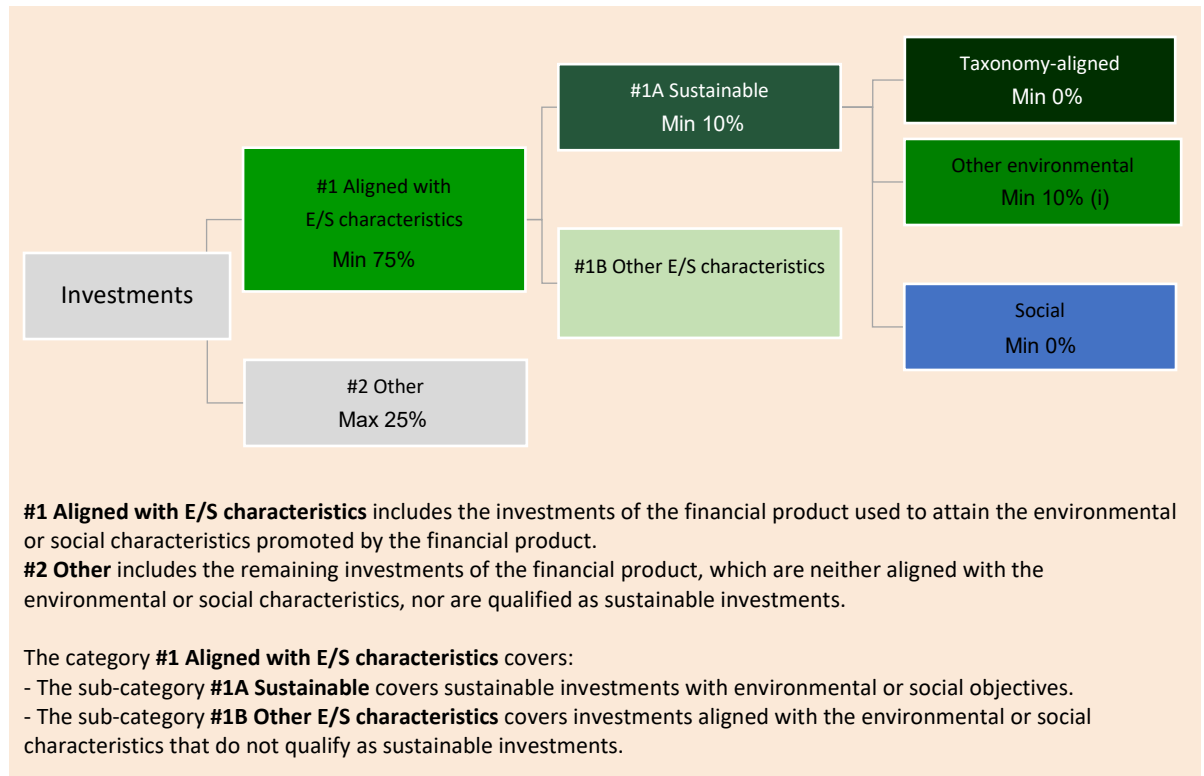 Investments
#1 Aligned with
E/S characteristics
Min 75%
#2 Other
Max 25%
#1A Sustainable
Min 10%
#1B Other E/S characteristics
Taxonomy-aligned
Min 0%
Other environmental
Min 10% (i)
Social
Min 0%
#1 Aligned with E/S characteristics includes the investments of the financial product used to attain the environmental
or social characteristics promoted by the financial product.
#2 Other includes the remaining investments of the financial product, which are neither aligned with the
environmental or social characteristics, nor are qualified as sustainable investments.
The category #1 Aligned with E/S characteristics covers:
- The sub-category #1A Sustainable covers sustainable investments with environmental or social objectives.
- The sub-category #1B Other E/S characteristics covers investments aligned with the environmental or social
characteristics that do not qualify as sustainable investments.